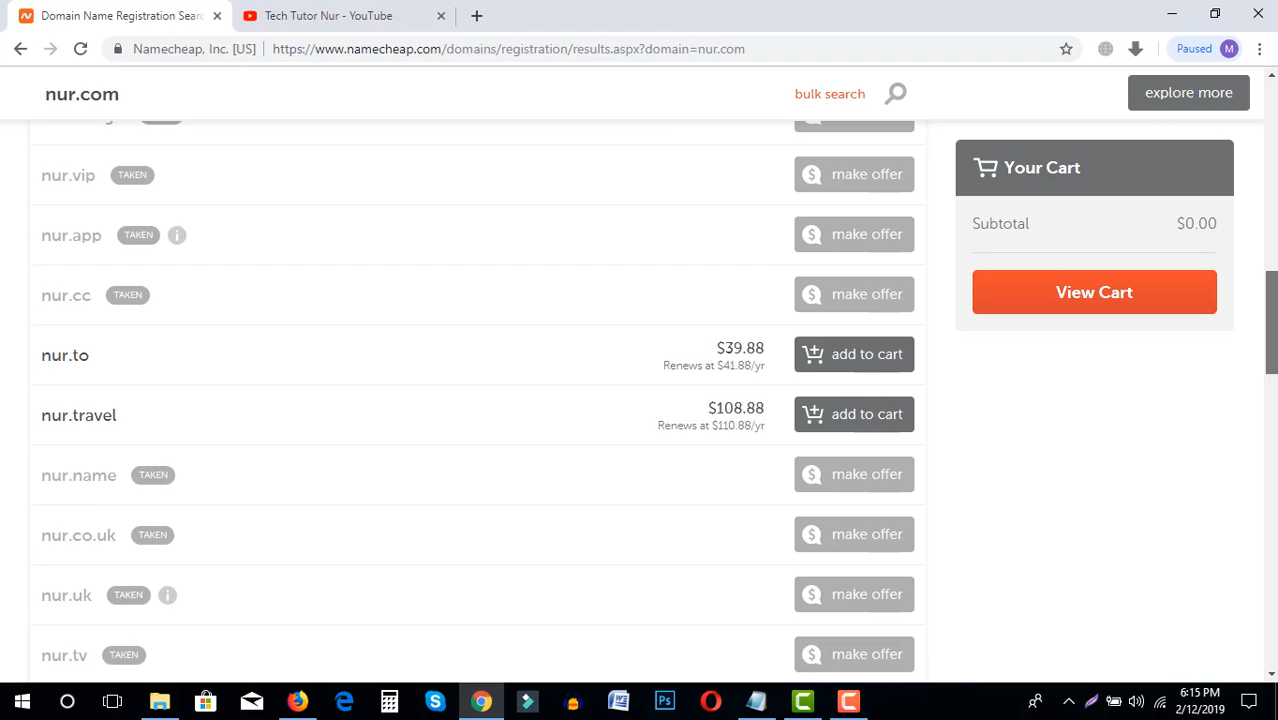 Domain Name Registration Searc
Tech Tutor Nur - YouTube
Namecheap, Inc. [US] | https://www.namecheap.com/domains/registration/results.aspx?domain=nur.com
Paused M
nur.com
bulk search
explore more
nur.vip TAKEN make offer
nur.app TAKEN i make offer
nur.cc TAKEN make offer
nur.to $39.88 add to cart
Renews at $41.88/yr
nur.travel $108.88 add to cart
Renews at $110.88/yr
nur.name TAKEN make offer
nur.co.uk TAKEN make offer
nur.uk TAKEN i make offer
nur.tv TAKEN make offer
Your Cart
Subtotal $0.00
View Cart
6:15 PM
2/12/2019